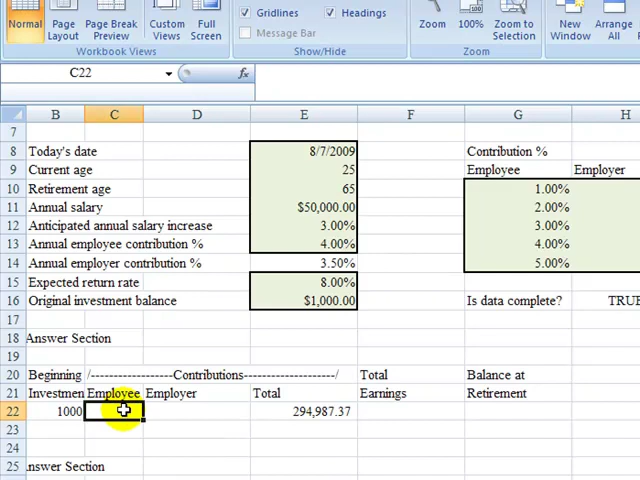 Normal Page Layout Page Break Preview Custom Views Full Screen Gridlines Headings Message Bar Zoom 100% Zoom to Selection New Window Arrange All
Workbook Views Show/Hide Zoom
C22 fx
B C D E F G H
7
8 Today's date 8/7/2009 Contribution %
9 Current age 25 Employee Employer
10 Retirement age 65 1.00%
11 Annual salary $50,000.00 2.00%
12 Anticipated annual salary increase 3.00% 3.00%
13 Annual employee contribution % 4.00% 4.00%
14 Annual employer contribution % 3.50% 5.00%
15 Expected return rate 8.00%
16 Original investment balance $1,000.00 Is data complete? TRUE
17
18 Answer Section
19
20 Beginning /------------------Contributions--------------------/ Total Balance at
21 Investmen Employee Employer Total Earnings Retirement
22 1000 294,987.37
23
24
25 nswer Section